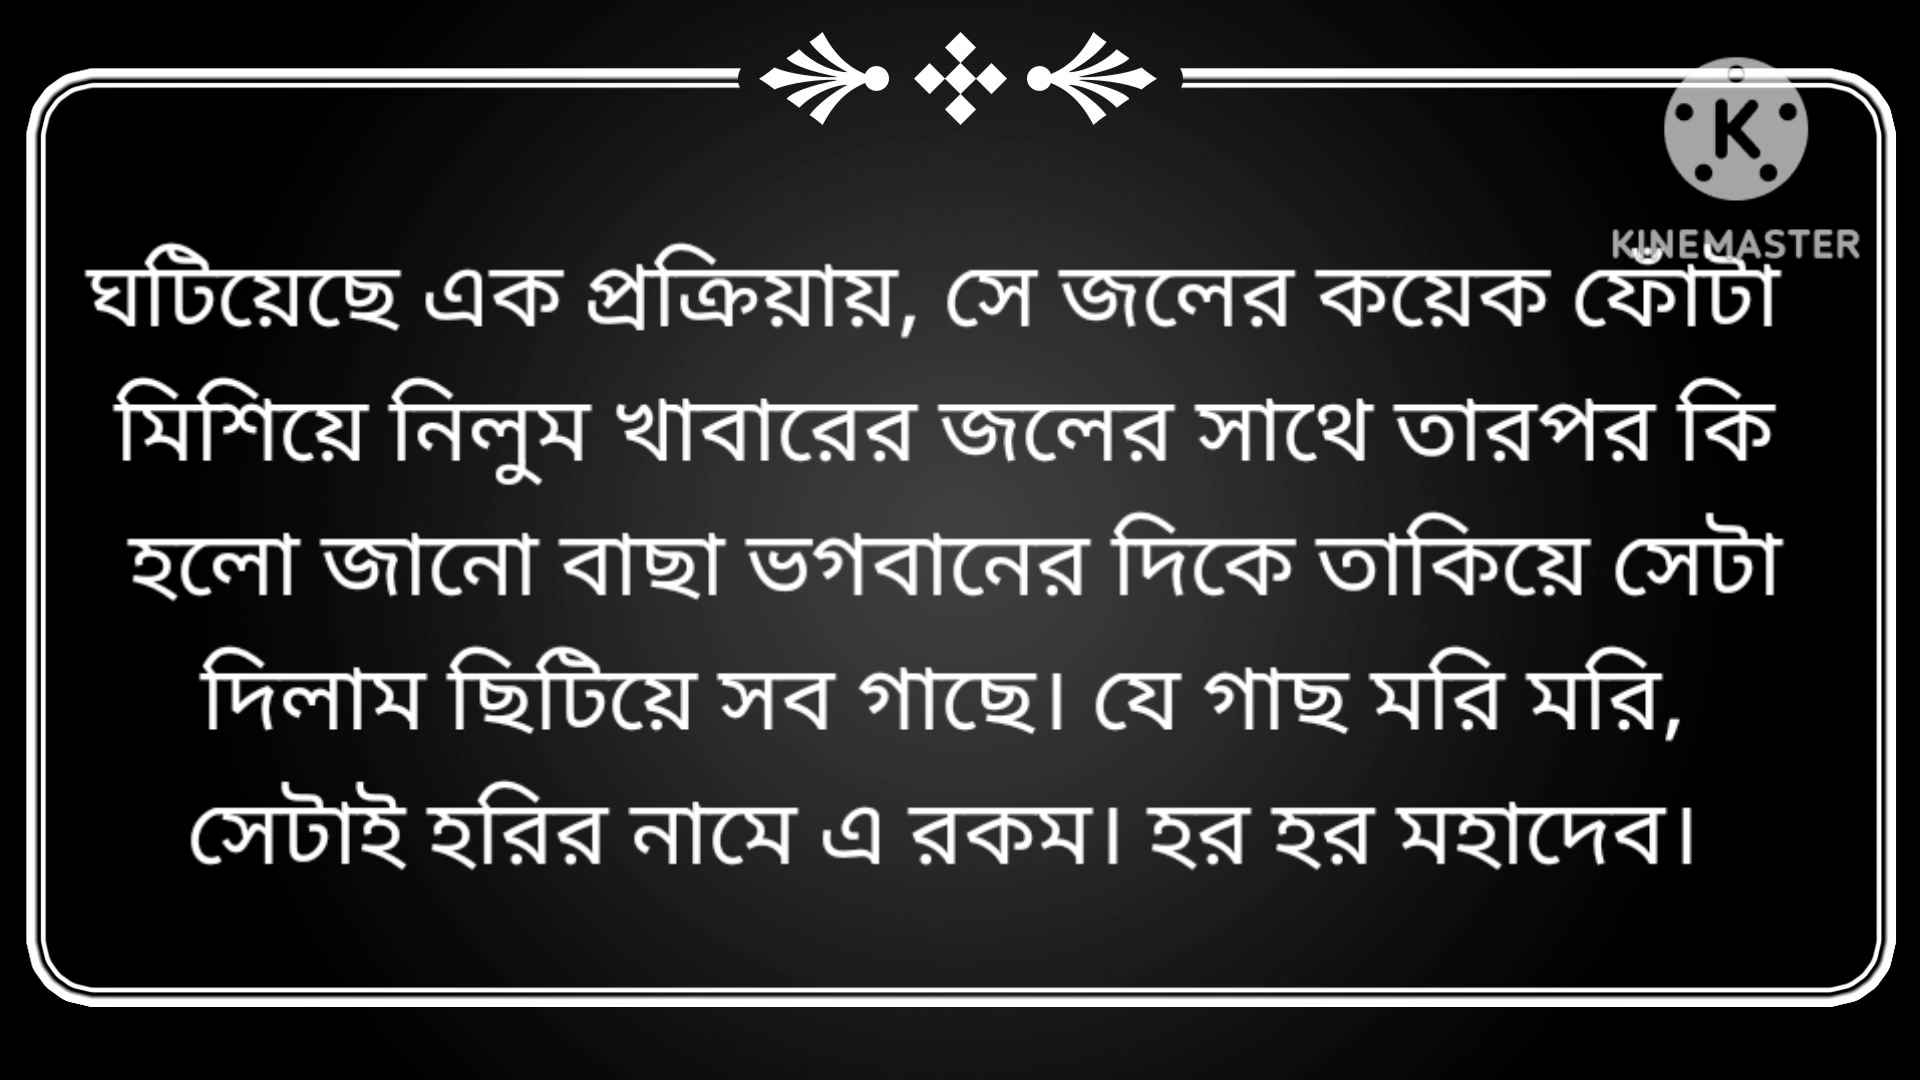 K
KINEMASTER
ঘটিয়েছে এক প্রক্রিয়ায়, সে জলের কয়েক ফোঁটা
মিশিয়ে নিলুম খাবারের জলের সাথে তারপর কি
হলো জানো বাছা ভগবানের দিকে তাকিয়ে সেটা
দিলাম ছিটিয়ে সব গাছে। যে গাছ মরি মরি,
সেটাই হরির নামে এ রকম। হর হর মহাদেব।